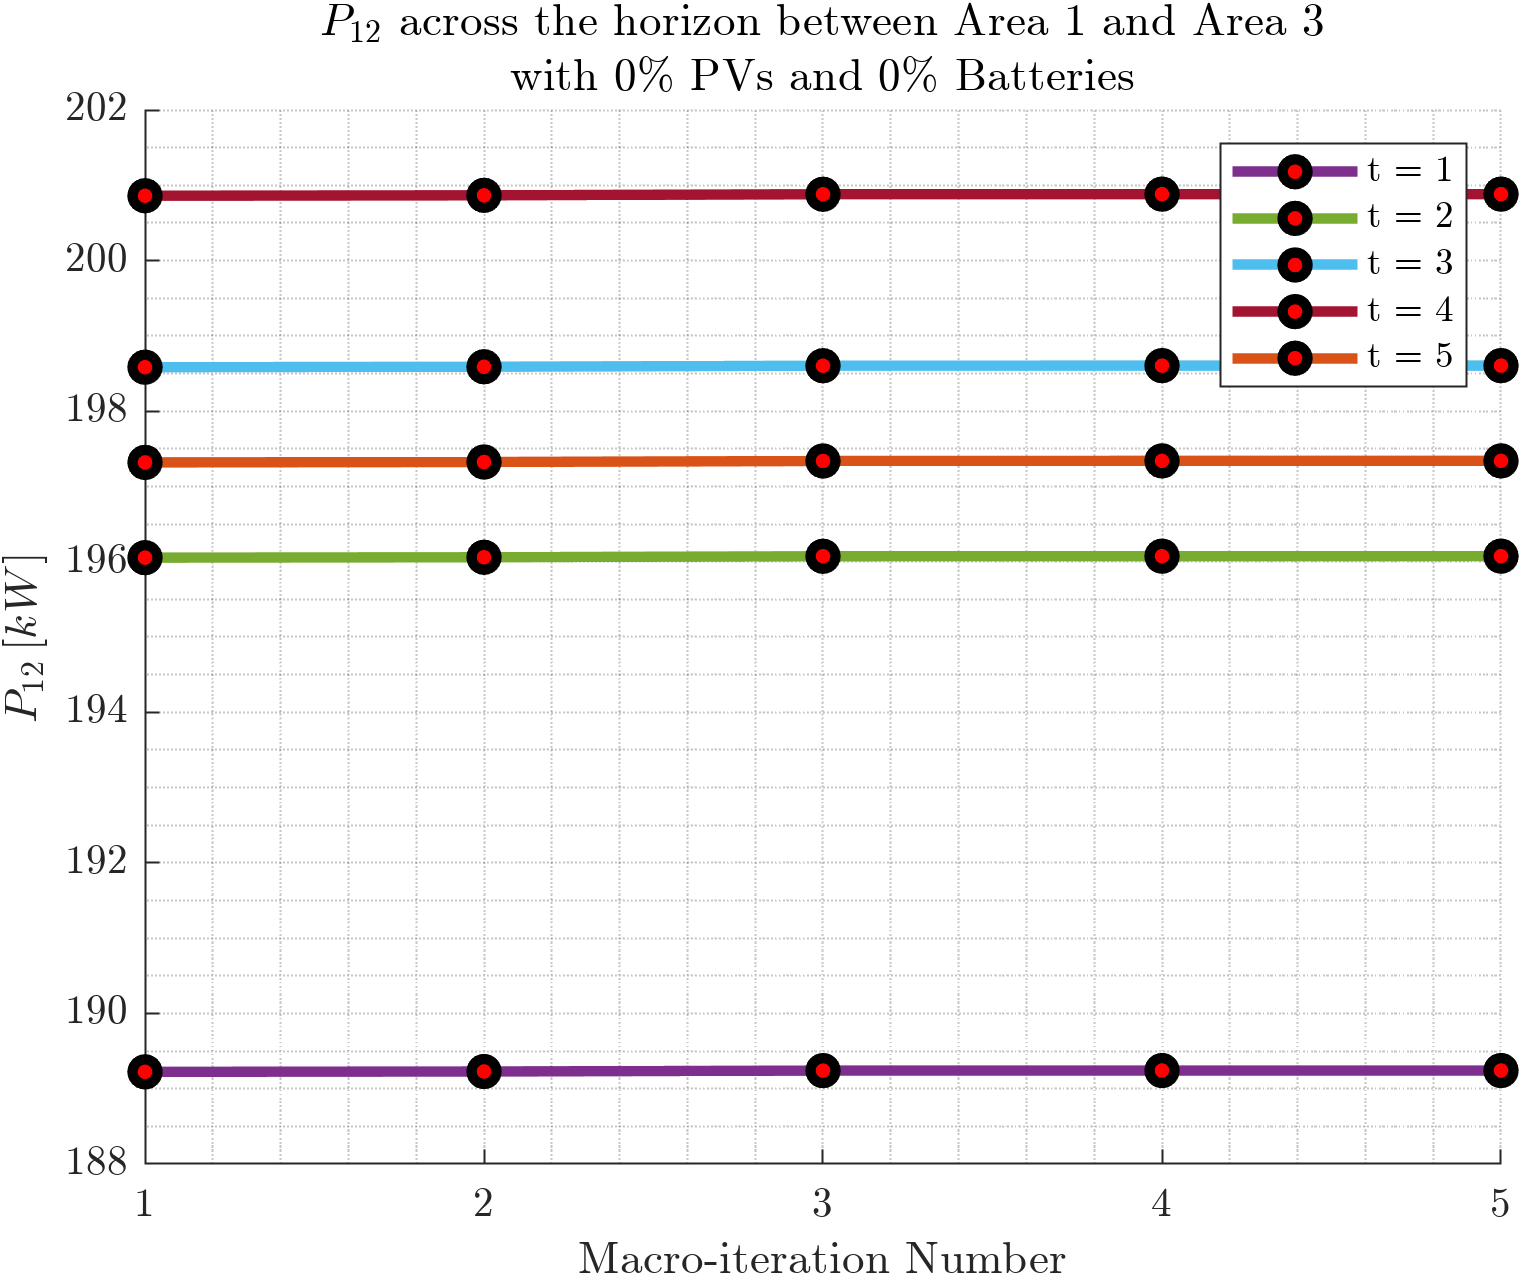 P₁₂ across the horizon between Area 1 and Area 3
with 0% PVs and 0% Batteries
202
200
198
196
194
192
190
188
P₁₂ [kW]
t = 1
t = 2
t = 3
t = 4
t = 5
1 2 3 4 5
Macro-iteration Number